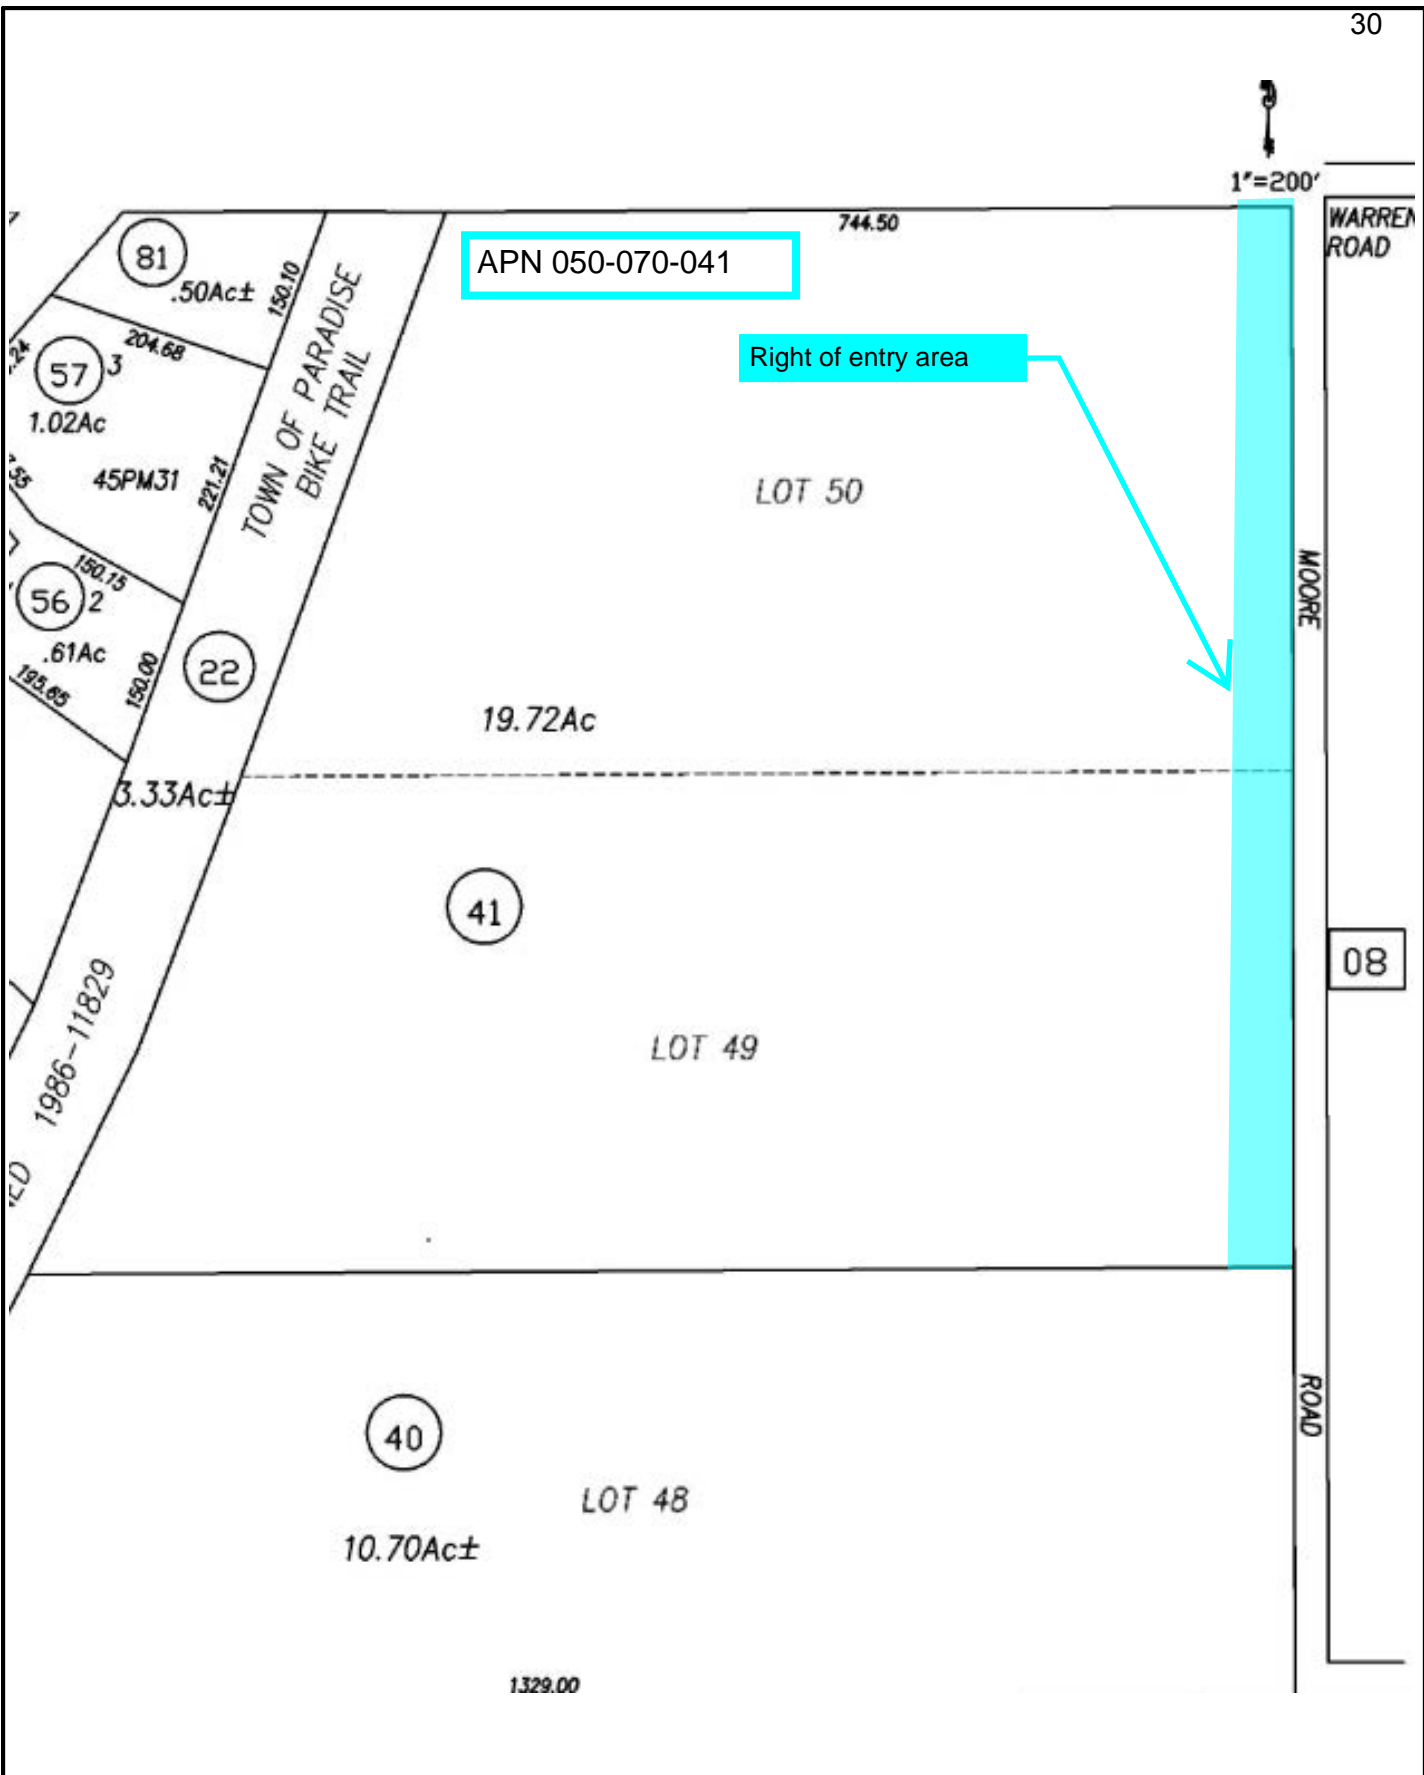 30
1"=200'
WARREN
ROAD
744.50
APN 050-070-041
81
.50Ac±
150.10
TOWN OF PARADISE
BIKE TRAIL
204.68
.24
57
3
1.02Ac
Right of entry area
45PM31
221.21
.55
LOT 50
MOORE
150.15
56
2
.61Ac
195.65
150.00
22
19.72Ac
3.33Ac±
41
08
1986-11829
LOT 49
ROAD
40
LOT 48
10.70Ac±
1329.00